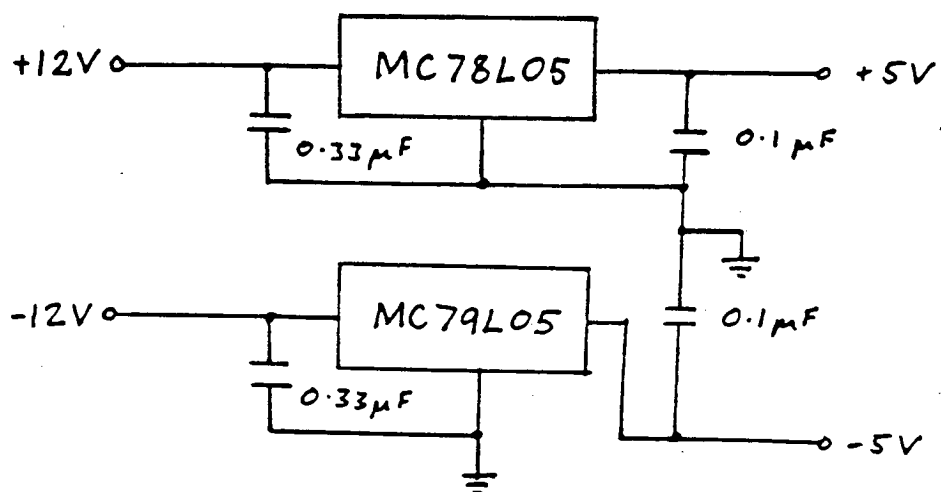 +12V
MC78L05
+5V
0.33µF
0.1µF
-12V
MC79L05
0.1µF
0.33µF
-5V